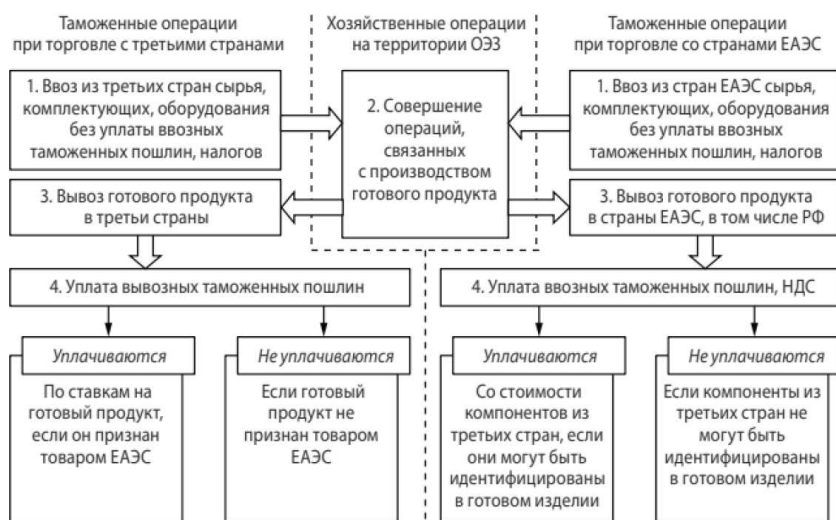 Таможенные операции
при торговле с третьими странами
Хозяйственные операции
на территории ОЭЗ
Таможенные операции
при торговле со странами ЕАЭС
1. Ввоз из третьих стран сырья,
комплектующих, оборудования
без уплаты ввозных
таможенных пошлин, налогов
2. Совершение
операций,
связанных
с производством
готового продукта
1. Ввоз из стран ЕАЭС сырья,
комплектующих, оборудования
без уплаты ввозных
таможенных пошлин, налогов
3. Вывоз готового продукта
в третьи страны
3. Вывоз готового продукта
в страны ЕАЭС, в том числе РФ
4. Уплата вывозных таможенных пошлин
4. Уплата ввозных таможенных пошлин, НДС
Уплачиваются
По ставкам на
готовый продукт,
если он признан
товаром ЕАЭС
Не уплачиваются
Если готовый
продукт не
признан товаром
ЕАЭС
Уплачиваются
Со стоимости
компонентов из
третьих стран, если
они могут быть
идентифицированы
в готовом изделии
Не уплачиваются
Если компоненты из
третьих стран не
могут быть
идентифицированы
в готовом изделии